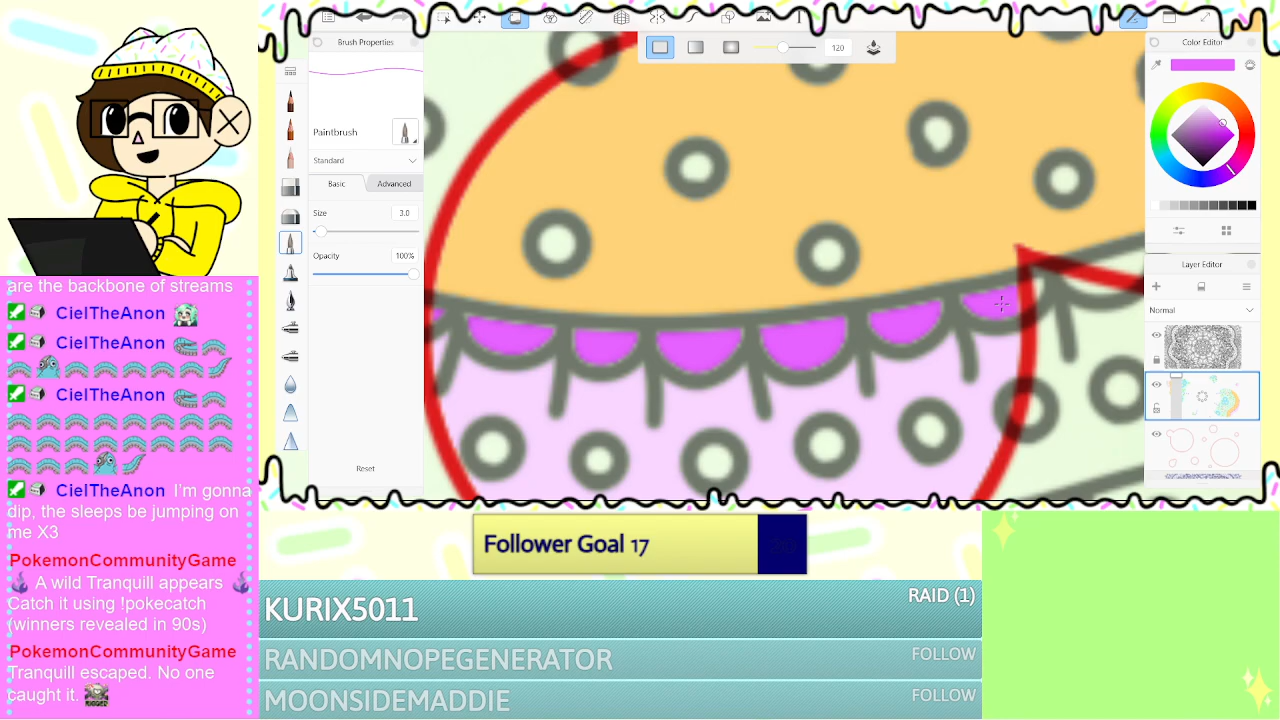 Brush Properties
Paintbrush
Standard
Basic
Advanced
Size
3.0
Opacity
100%
Reset
120
Color Editor
Layer Editor
Normal
are the backbone of streams
CielTheAnon
CielTheAnon
CielTheAnon
CielTheAnon I'm gonna
dip, the sleeps be jumping on
me X3
PokemonCommunityGame
A wild Tranquill appears
Catch it using !pokecatch
(winners revealed in 90s)
PokemonCommunityGame
Tranquill escaped. No one
caught it.
Follower Goal 17
KURIX5011
RAID (1)
RANDOMNOPEGENERATOR
FOLLOW
MOONSIDEMADDIE
FOLLOW